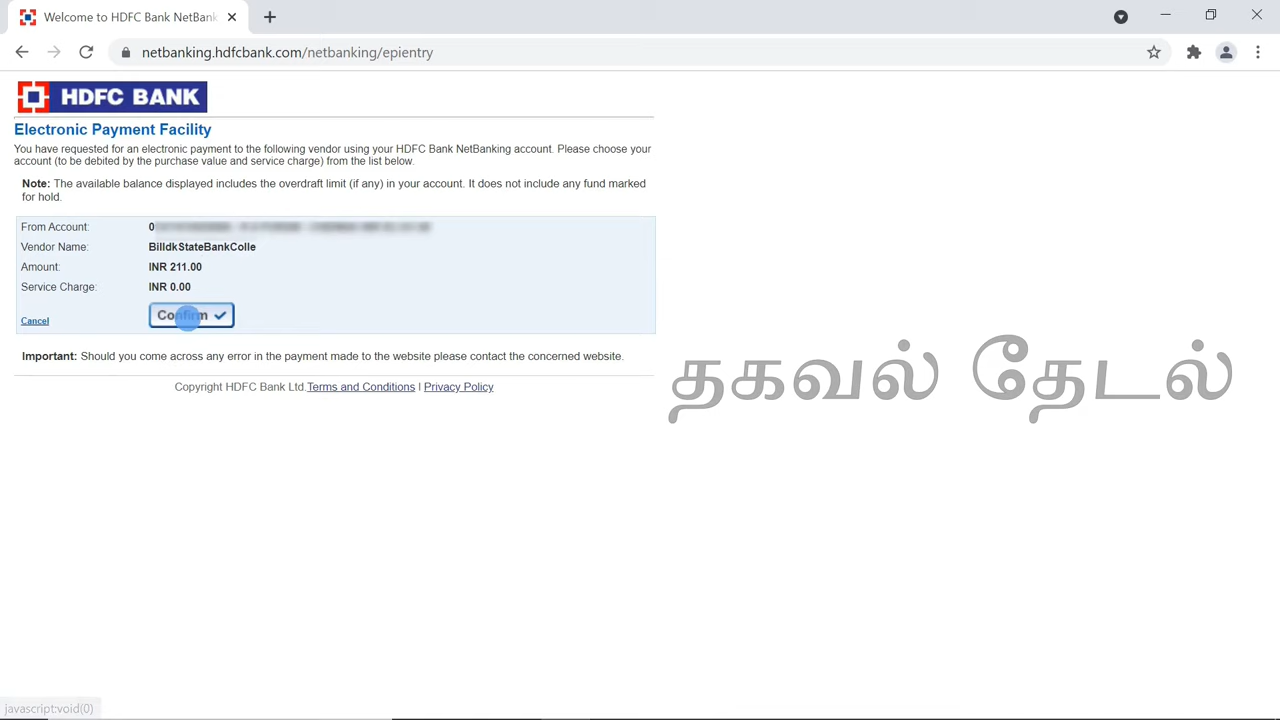 Welcome to HDFC Bank NetBank
netbanking.hdfcbank.com/netbanking/epientry
HDFC BANK
Electronic Payment Facility
You have requested for an electronic payment to the following vendor using your HDFC Bank NetBanking account. Please choose your
account (to be debited by the purchase value and service charge) from the list below.
Note: The available balance displayed includes the overdraft limit (if any) in your account. It does not include any fund marked
for hold.
From Account: 0
Vendor Name: BilldkStateBankColle
Amount: INR 211.00
Service Charge: INR 0.00
Cancel Confirm
Important: Should you come across any error in the payment made to the website please contact the concerned website.
Copyright HDFC Bank Ltd.Terms and Conditions | Privacy Policy
தகவல் தேடல்
javascript:void(0)